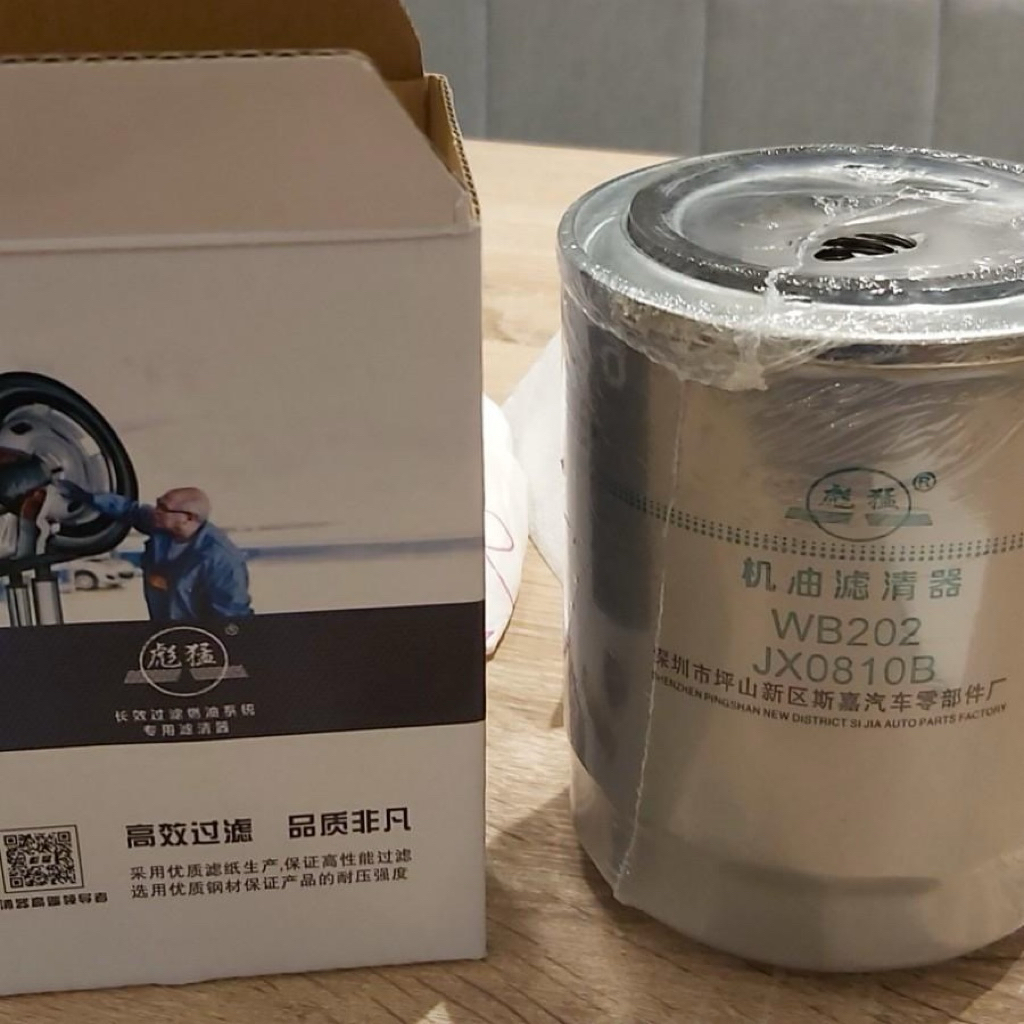 彪猛
®
长效过滤燃油系统
专用滤清器
高效过滤 品质非凡
采用优质滤纸生产,保证高性能过滤
选用优质钢材保证产品的耐压强度
彪猛®
机油滤清器
WB202
JX0810B
深圳市坪山新区斯嘉汽车零部件厂
SHENZHEN PINGSHAN NEW DISTRICT SI JIA AUTO PARTS FACTORY